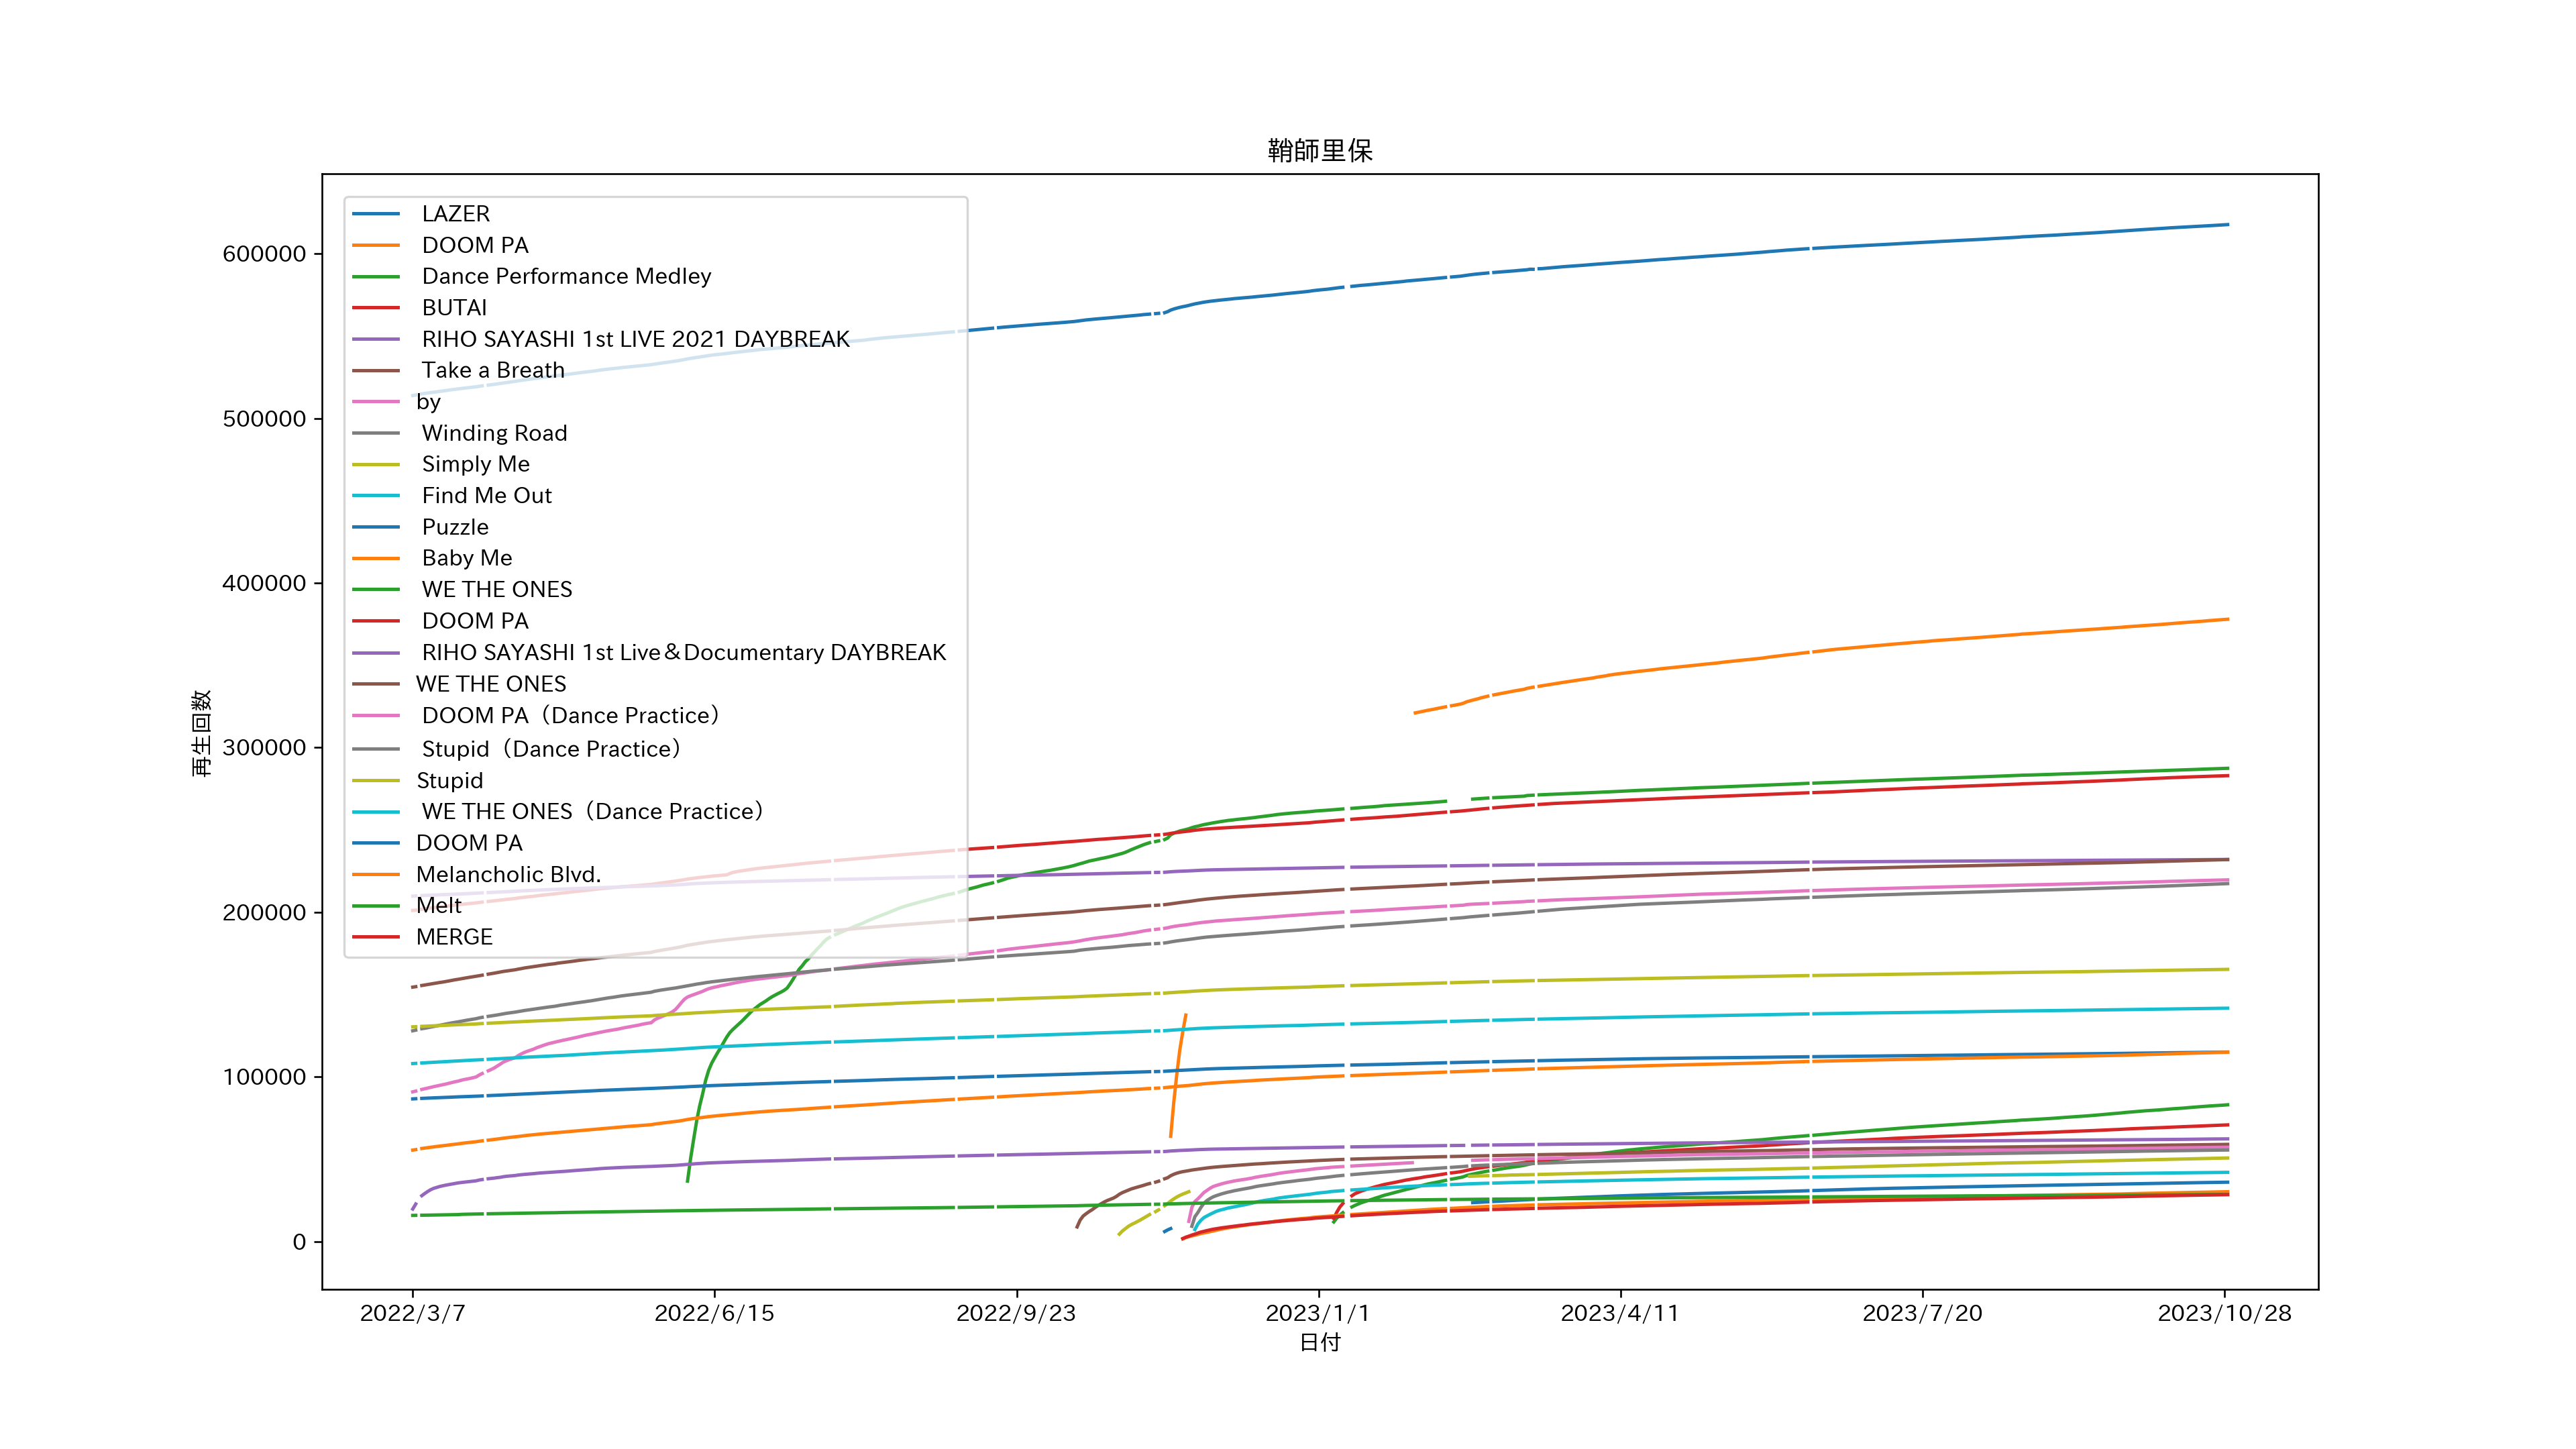 鞘師里保
LAZER
DOOM PA
Dance Performance Medley
BUTAI
RIHO SAYASHI 1st LIVE 2021 DAYBREAK
Take a Breath
by
Winding Road
Simply Me
Find Me Out
Puzzle
Baby Me
WE THE ONES
DOOM PA
RIHO SAYASHI 1st Live＆Documentary DAYBREAK
WE THE ONES
DOOM PA（Dance Practice）
Stupid（Dance Practice）
Stupid
WE THE ONES（Dance Practice）
DOOM PA
Melancholic Blvd.
Melt
MERGE
再生回数
600000
500000
400000
300000
200000
100000
0
2022/3/7 2022/6/15 2022/9/23 2023/1/1 2023/4/11 2023/7/20 2023/10/28
日付